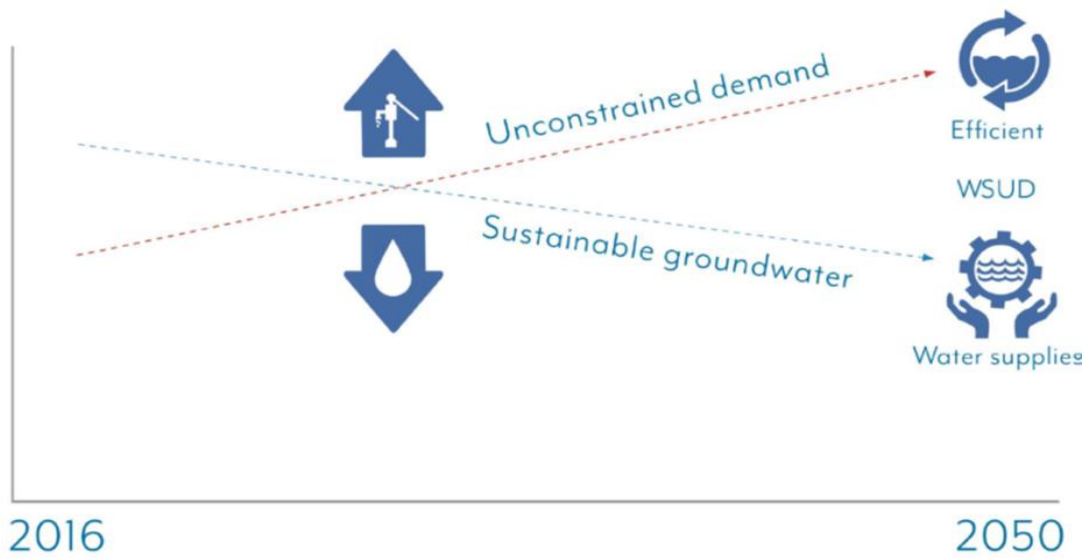 Unconstrained demand
Efficient
WSUD
Sustainable groundwater
Water supplies
2016
2050